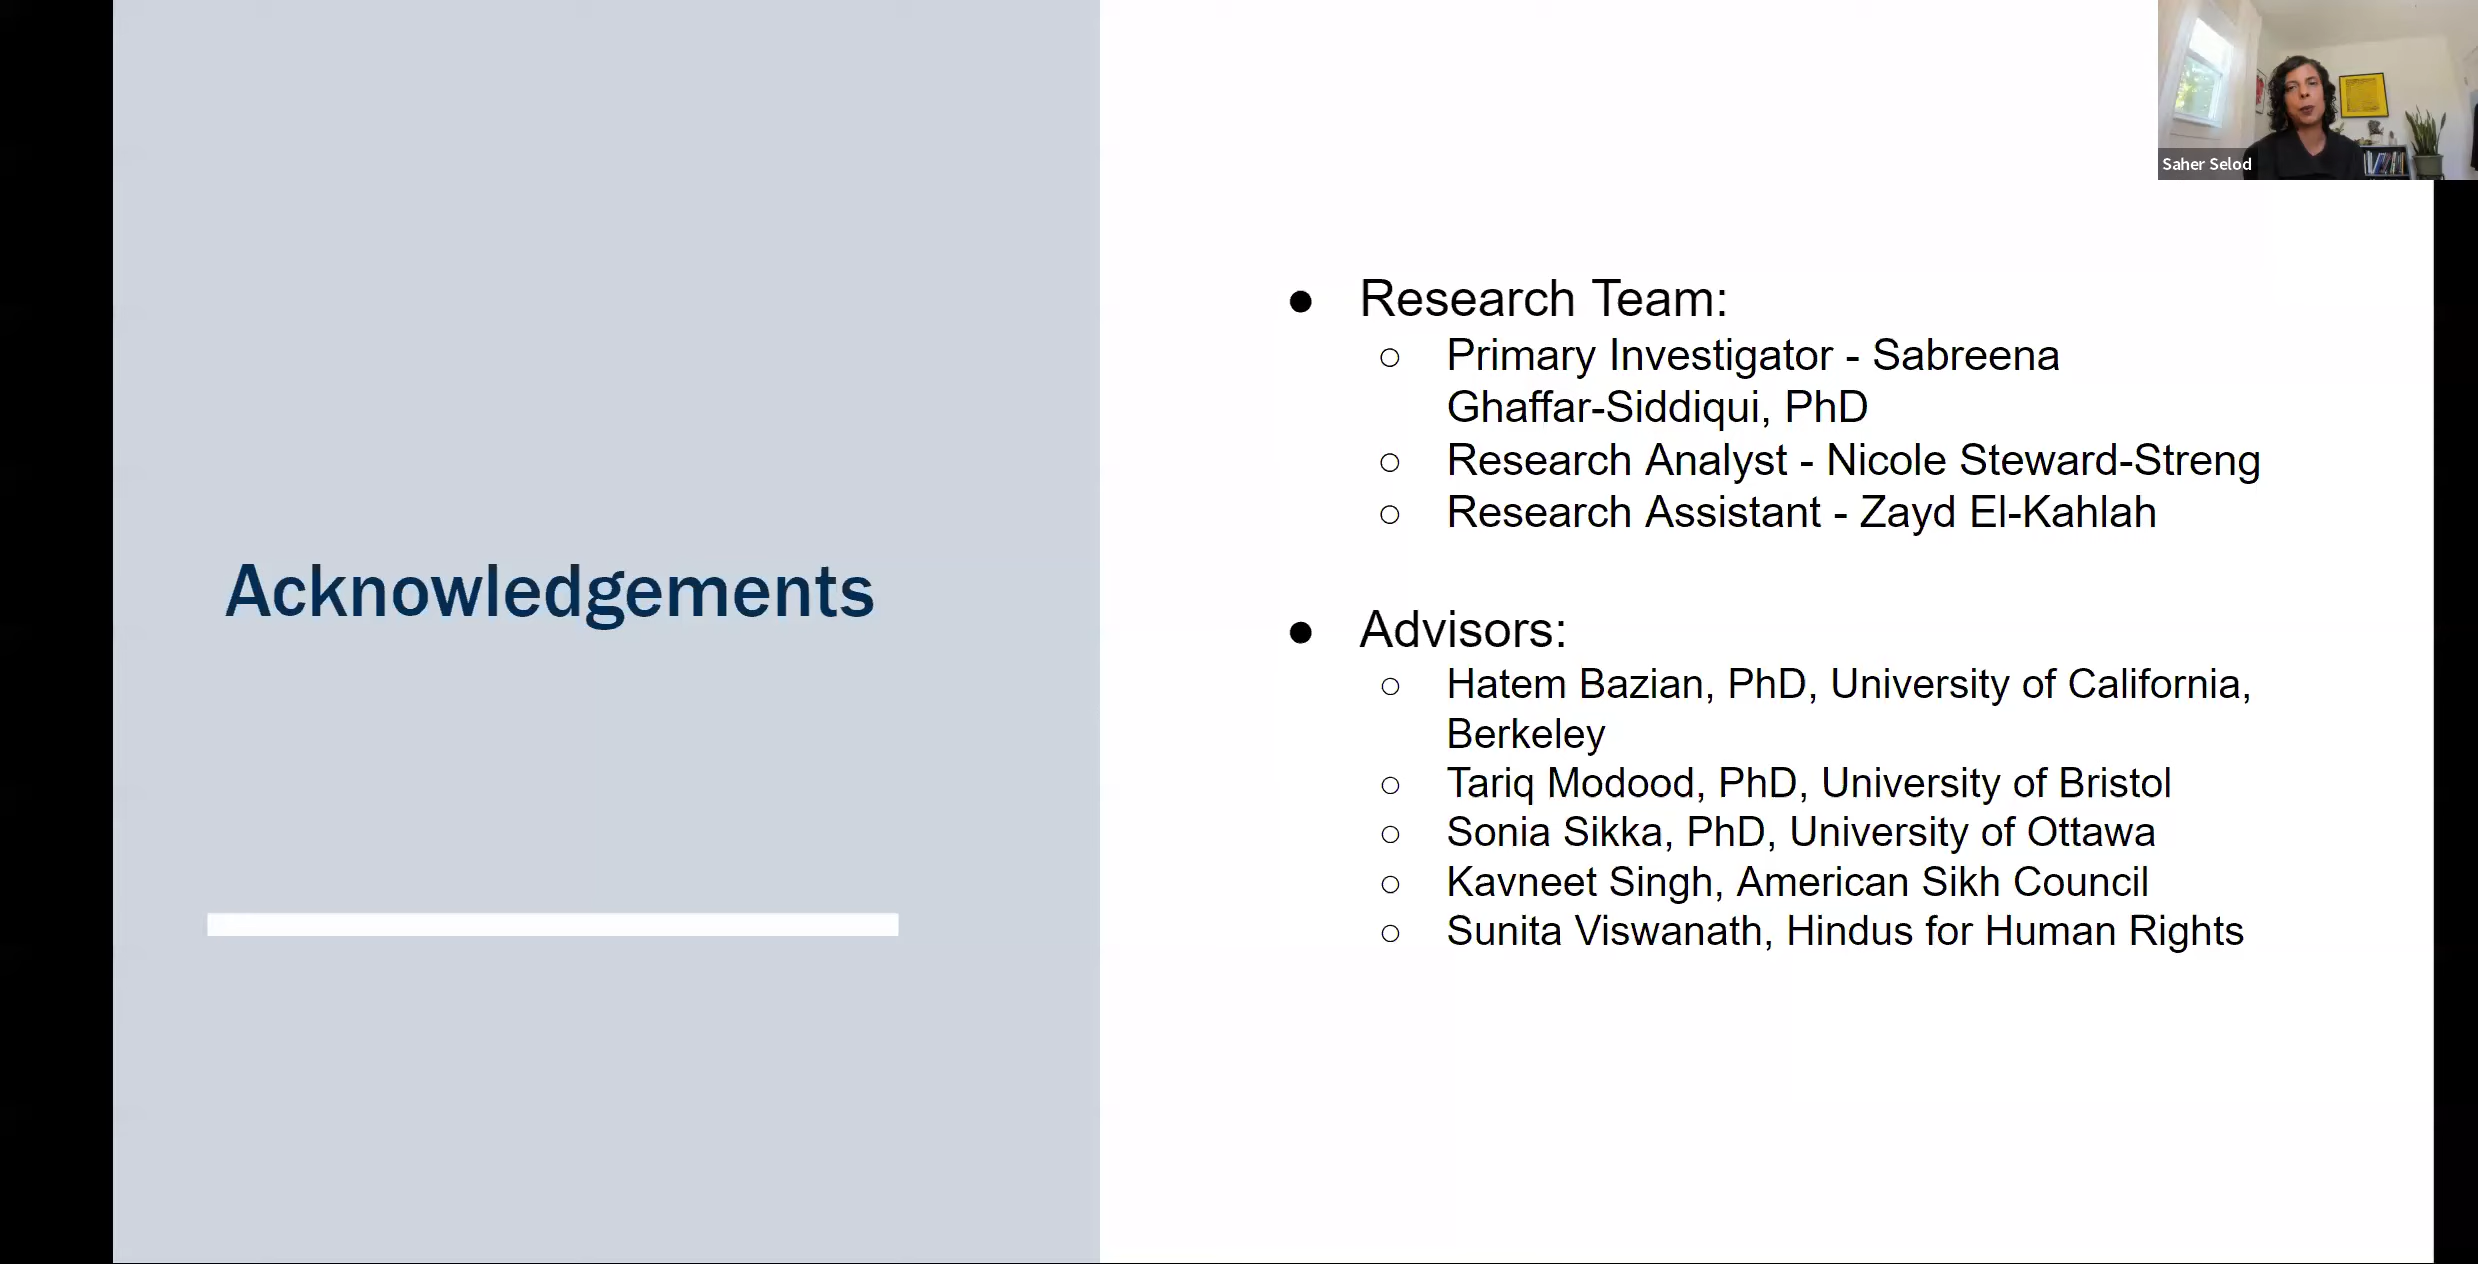 Saher Selod
Acknowledgements
● Research Team:
○ Primary Investigator - Sabreena
Ghaffar-Siddiqui, PhD
○ Research Analyst - Nicole Steward-Streng
○ Research Assistant - Zayd El-Kahlah
● Advisors:
○ Hatem Bazian, PhD, University of California,
Berkeley
○ Tariq Modood, PhD, University of Bristol
○ Sonia Sikka, PhD, University of Ottawa
○ Kavneet Singh, American Sikh Council
○ Sunita Viswanath, Hindus for Human Rights